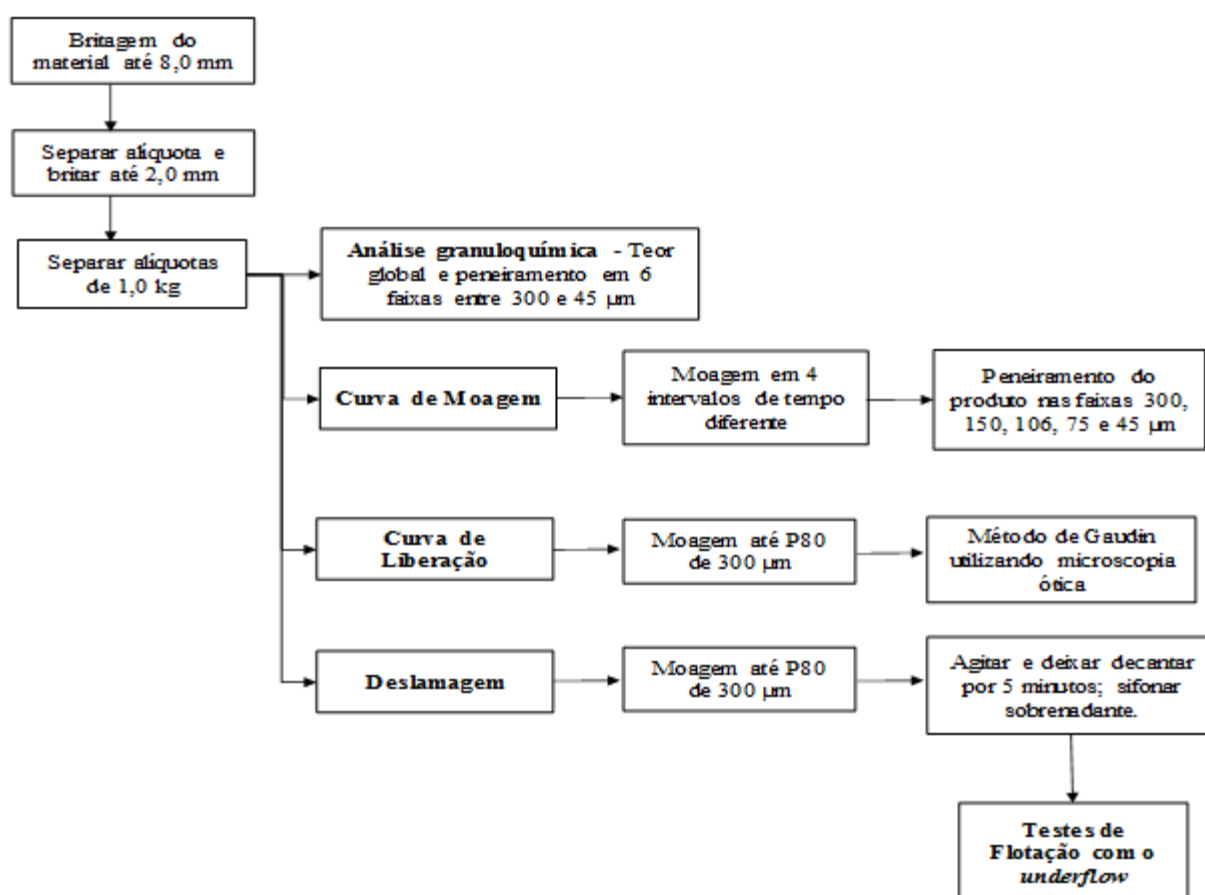 Britagem do
material até 8,0 mm
Separar alíquota e
britar até 2,0 mm
Separar alíquotas
de 1,0 kg
Análise granuloquímica - Teor
global e peneiramento em 6
faixas entre 300 e 45 µm
Curva de Moagem
Moagem em 4
intervalos de tempo
diferente
Peneiramento do
produto nas faixas 300,
150, 106, 75 e 45 µm
Curva de
Liberação
Moagem até P80
de 300 µm
Método de Gaudin
utilizando microscopia
ótica
Deslamagem
Moagem até P80
de 300 µm
Agitar e deixar decantar
por 5 minutos; sifonar
sobrenadante.
Testes de
Flotação com o
underflow